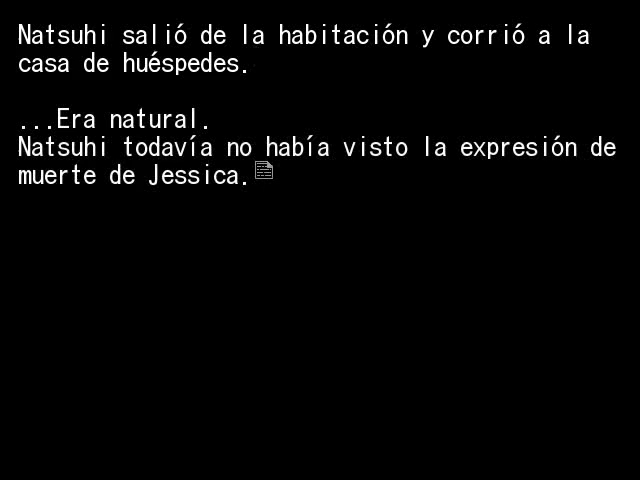 Natsuhi salió de la habitación y corrió a la
casa de huéspedes.
...Era natural.
Natsuhi todavía no había visto la expresión de
muerte de Jessica.